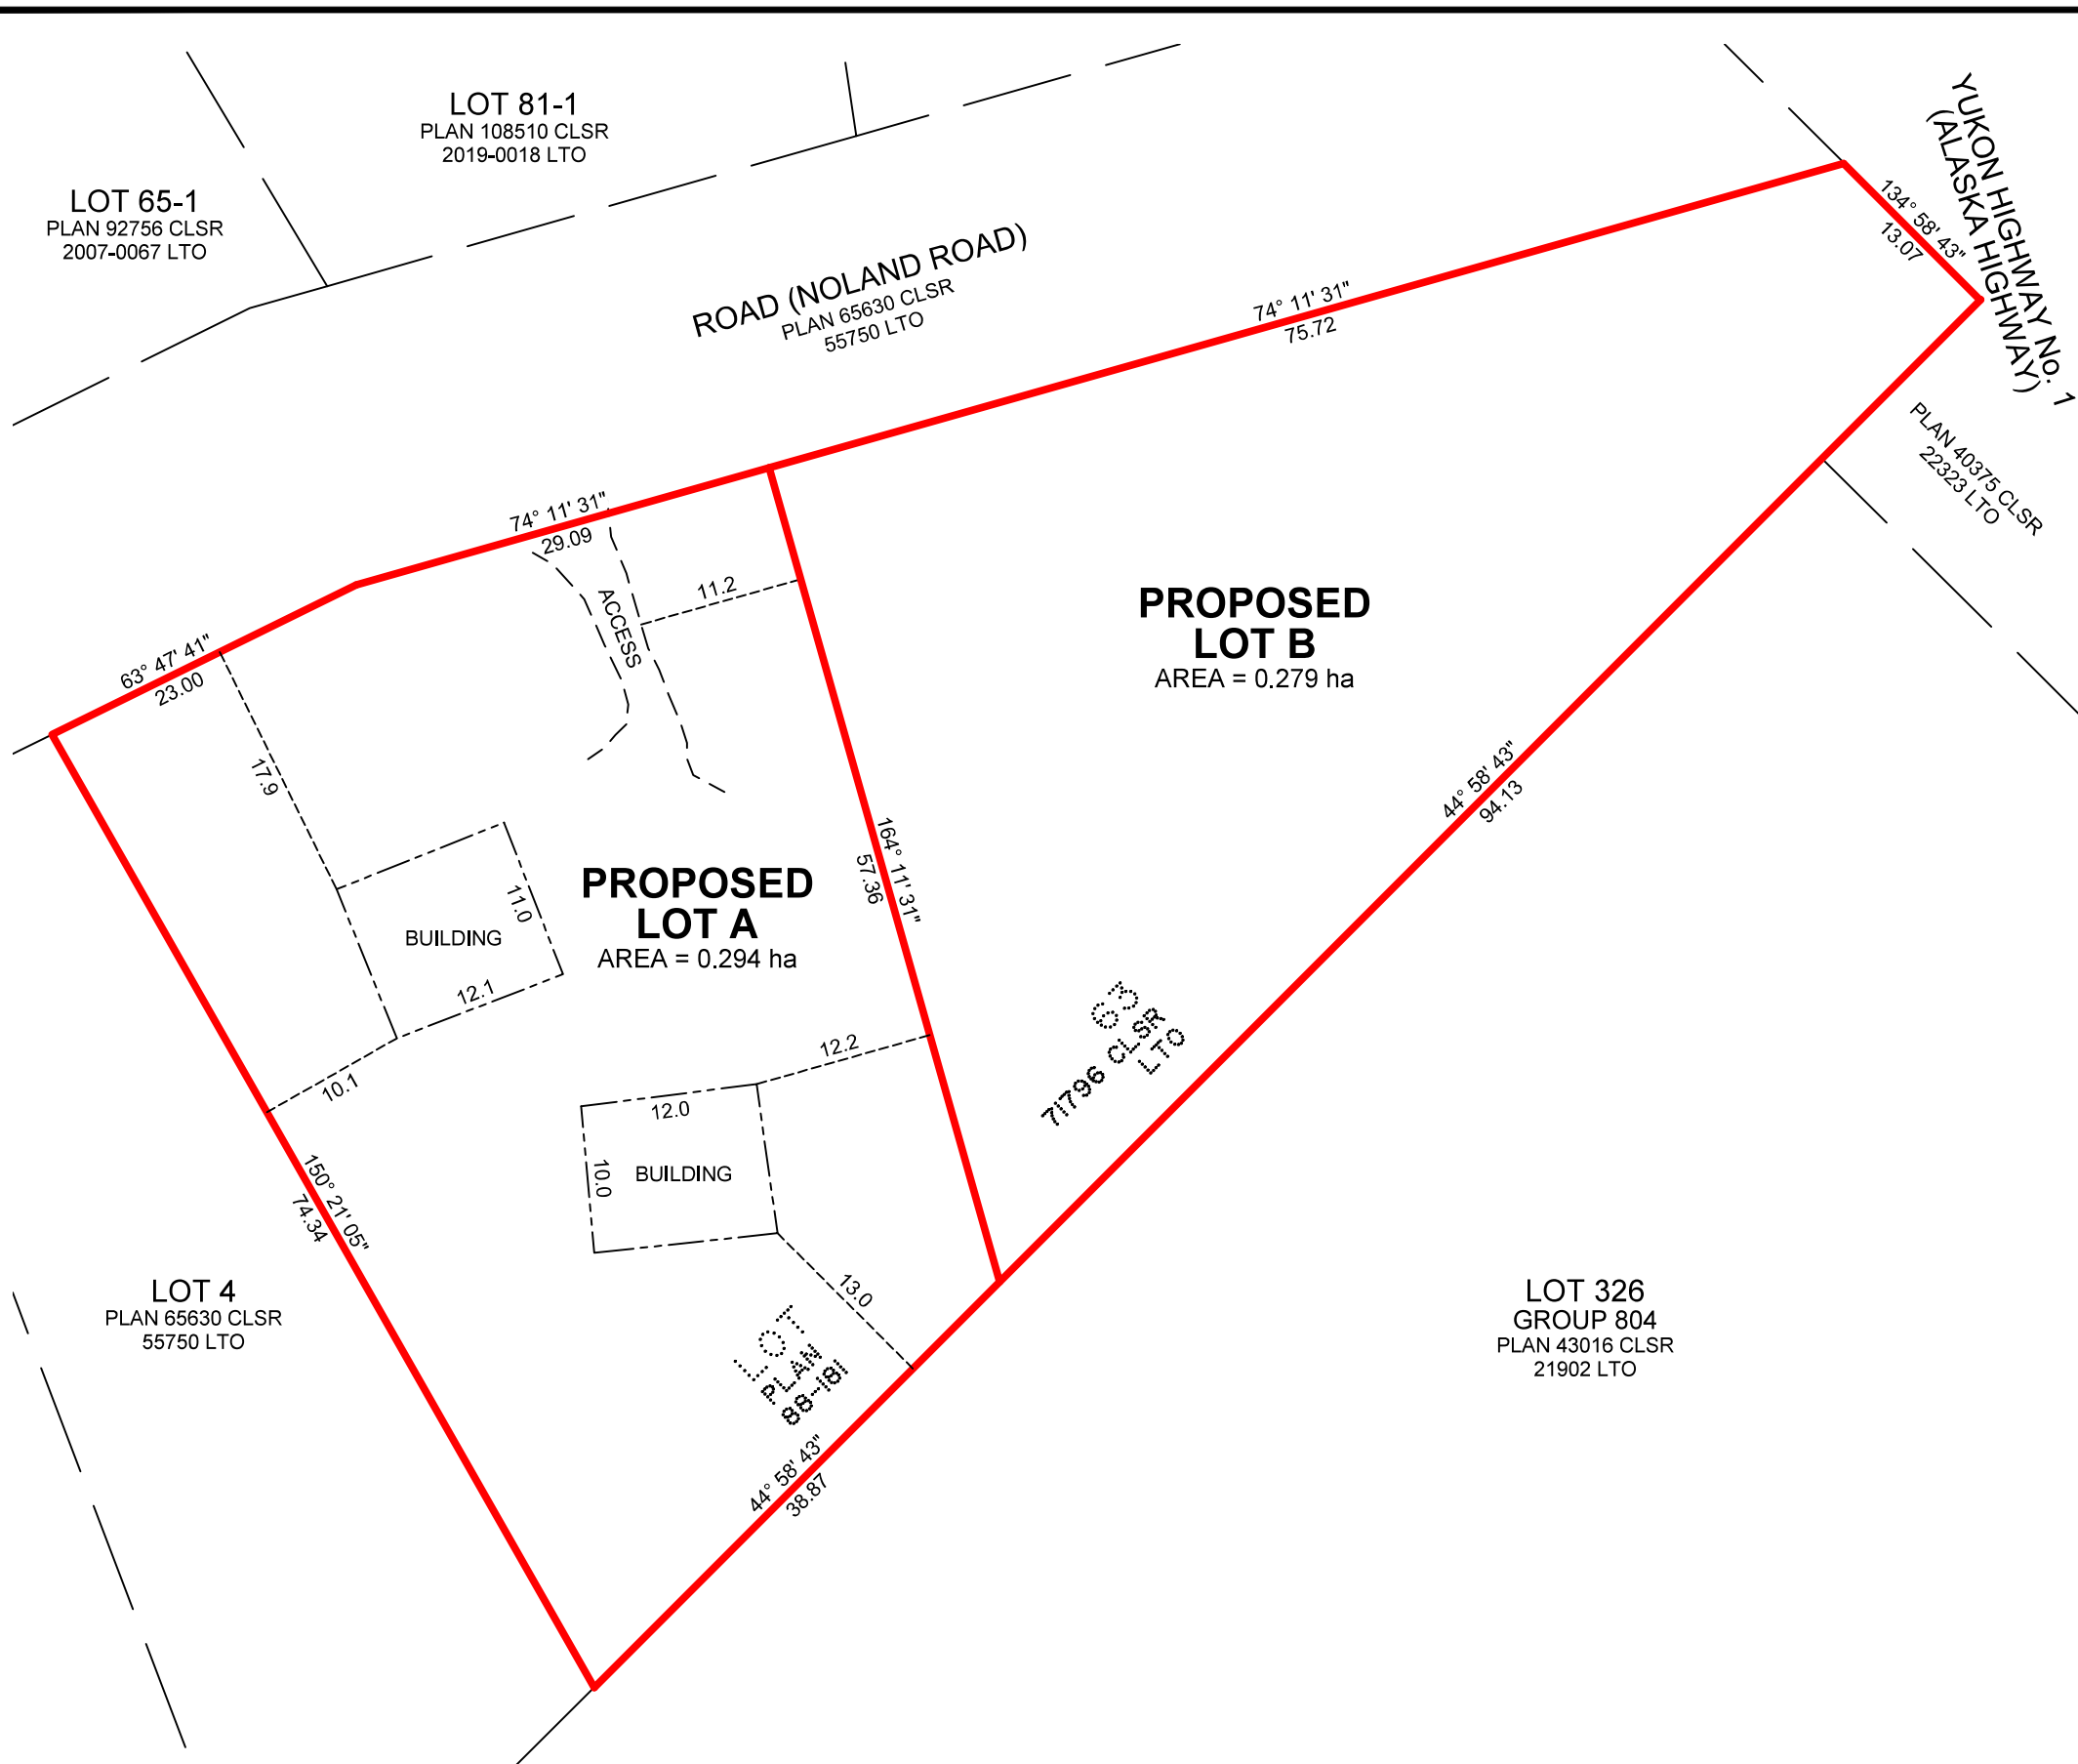 LOT 81-1
PLAN 108510 CLSR
2019-0018 LTO
LOT 65-1
PLAN 92756 CLSR
2007-0067 LTO
YUKON HIGHWAY No. 1
(ALASKA HIGHWAY)
134° 58' 43"
13.07
ROAD (NOLAND ROAD)
PLAN 65630 CLSR
55750 LTO
74° 11' 31"
75.72
PLAN 40375 CLSR
22323 LTO
74° 11' 31"
29.09
ACCESS
11.2
63° 47' 41"
23.00
PROPOSED
LOT B
AREA = 0.279 ha
17.9
44° 58' 43"
94.13
164° 11' 31"
57.36
PROPOSED
LOT A
AREA = 0.294 ha
11.0
BUILDING
12.1
10.1
12.2
12.0
10.0
BUILDING
13.0
63
71796 CLSR
LTO
150° 21' 05"
74.34
LOT 4
PLAN 65630 CLSR
55750 LTO
LOT
PLAN
88-181
LOT 326
GROUP 804
PLAN 43016 CLSR
21902 LTO
44° 58' 43"
38.87